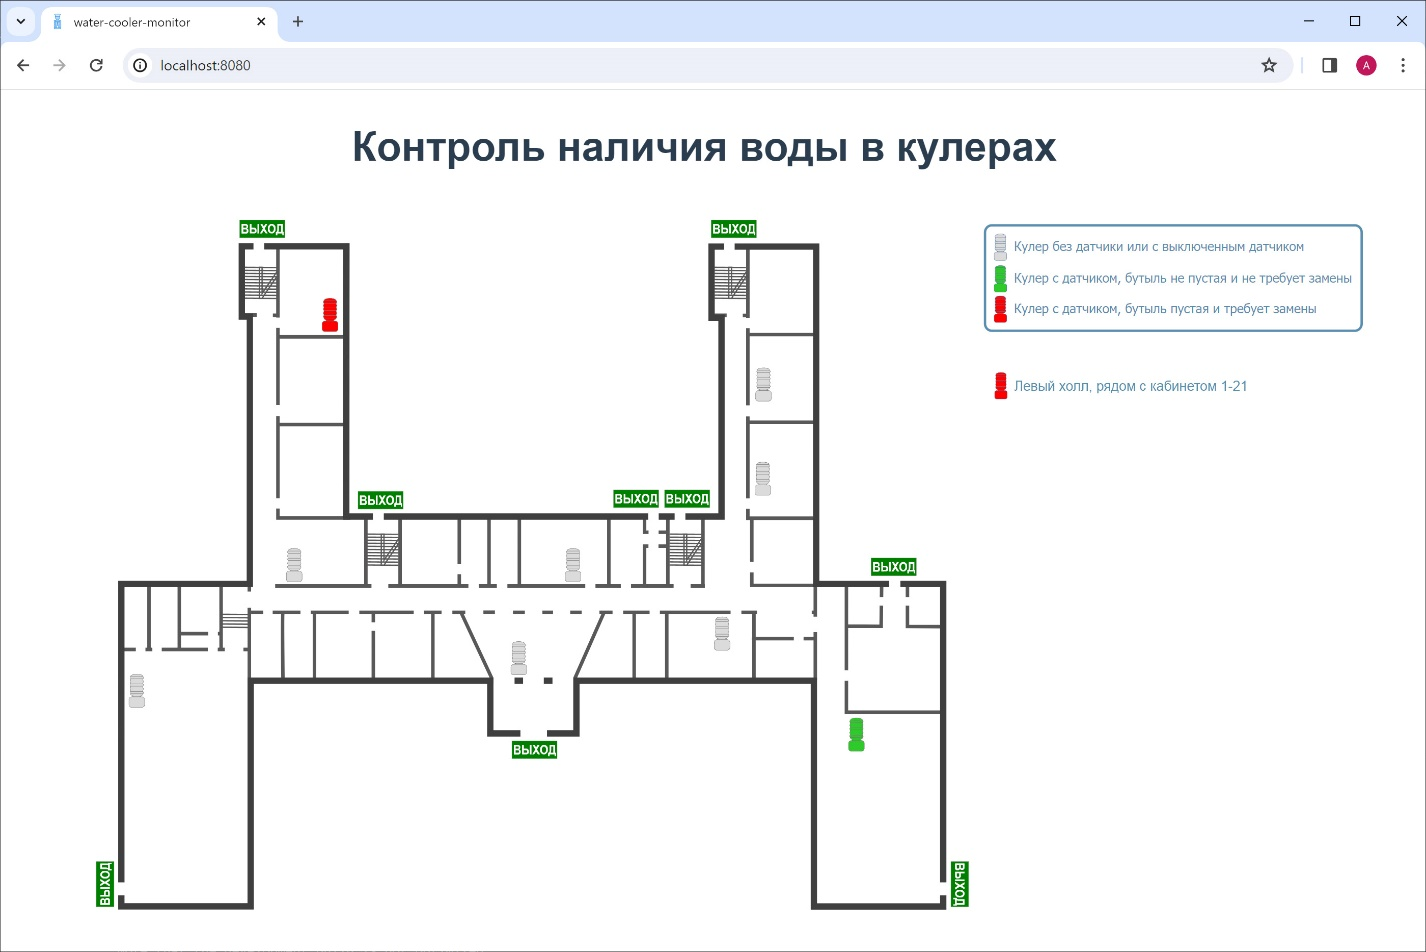 water-cooler-monitor
localhost:8080
A
Контроль наличия воды в кулерах
ВЫХОД
ВЫХОД
Кулер без датчики или с выключенным датчиком
Кулер с датчиком, бутыль не пустая и не требует замены
Кулер с датчиком, бутыль пустая и требует замены
Левый холл, рядом с кабинетом 1-21
ВЫХОД
ВЫХОД
ВЫХОД
ВЫХОД
ВЫХОД
ВЫХОД
ВЫХОД